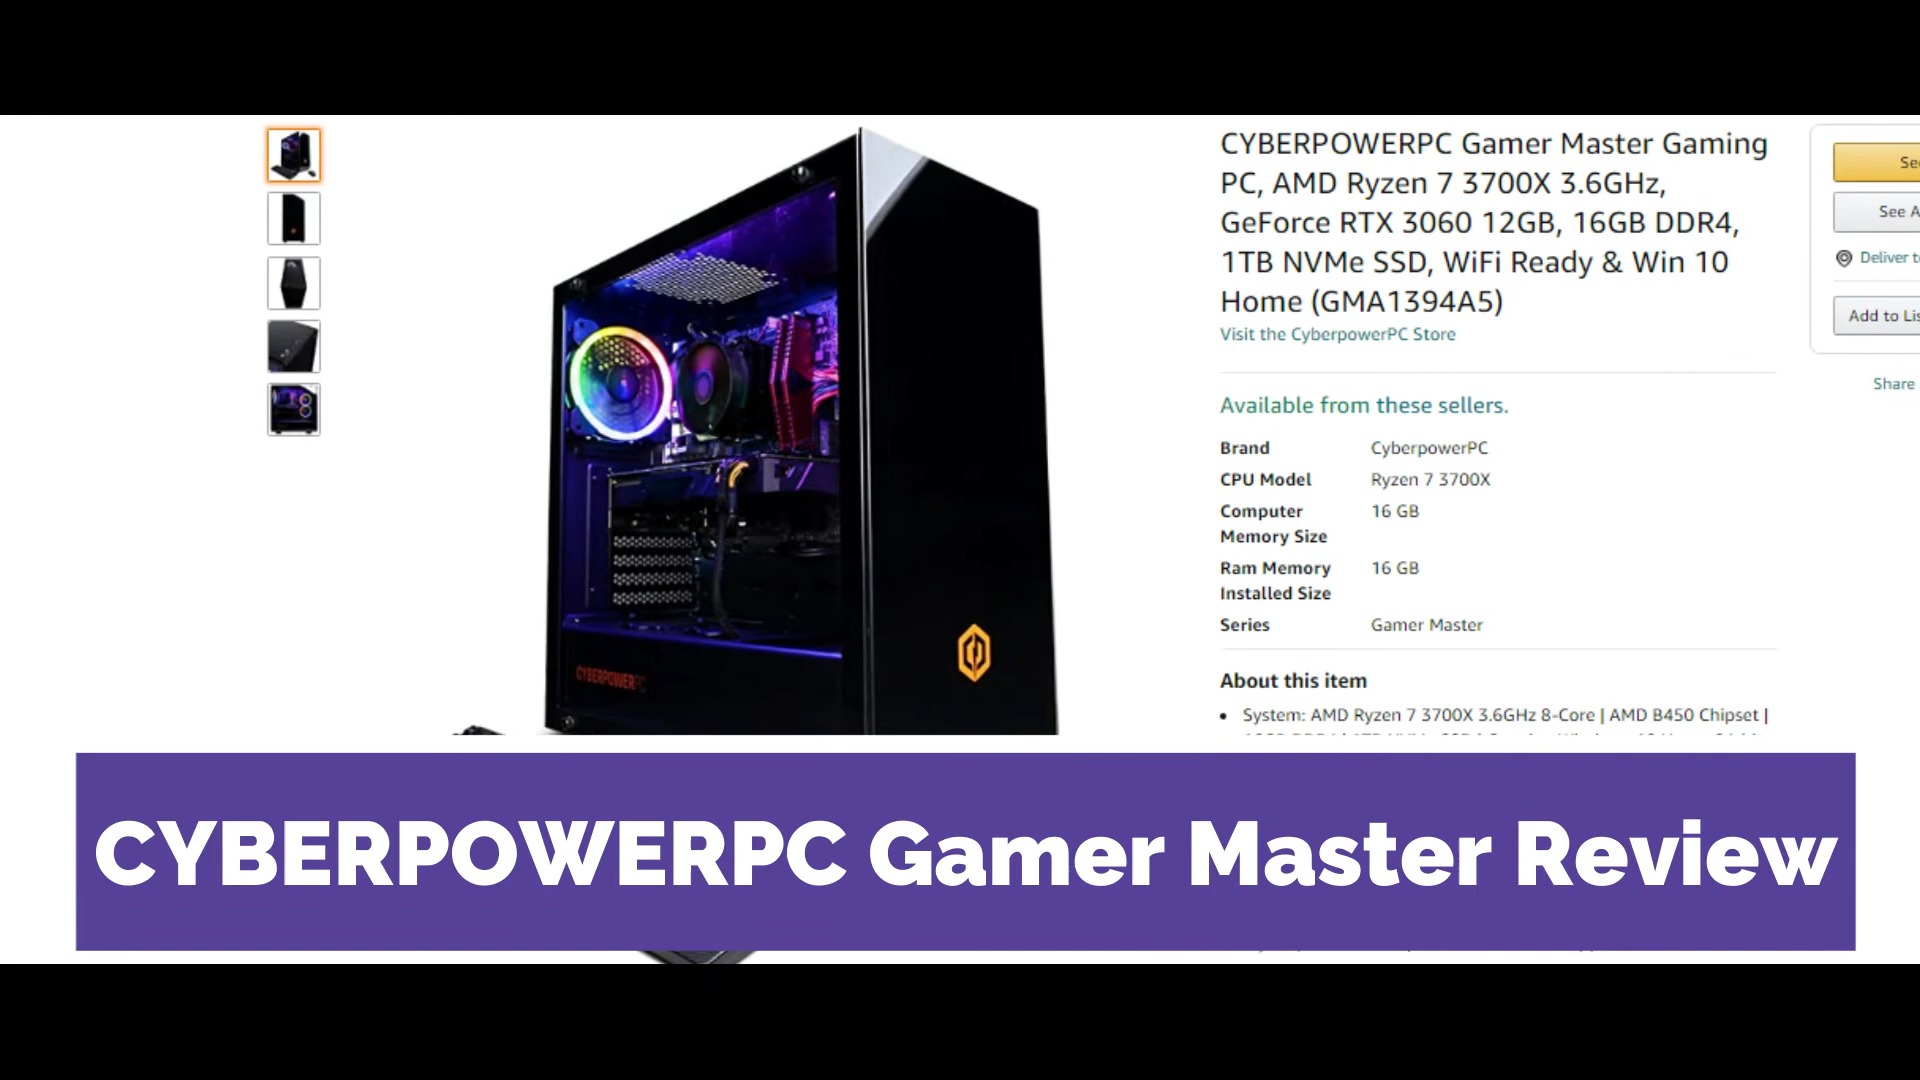 CYBERPOWERPC Gamer Master Gaming
PC, AMD Ryzen 7 3700X 3.6GHz,
GeForce RTX 3060 12GB, 16GB DDR4,
1TB NVMe SSD, WiFi Ready & Win 10
Home (GMA1394A5)
Visit the CyberpowerPC Store
Available from these sellers.
Brand CyberpowerPC
CPU Model Ryzen 7 3700X
Computer 16 GB
Memory Size
Ram Memory 16 GB
Installed Size
Series Gamer Master
About this item
• System: AMD Ryzen 7 3700X 3.6GHz 8-Core | AMD B450 Chipset |
See A
Deliver
Add to Lis
Share
CYBERPOWERPC
CYBERPOWERPC Gamer Master Review